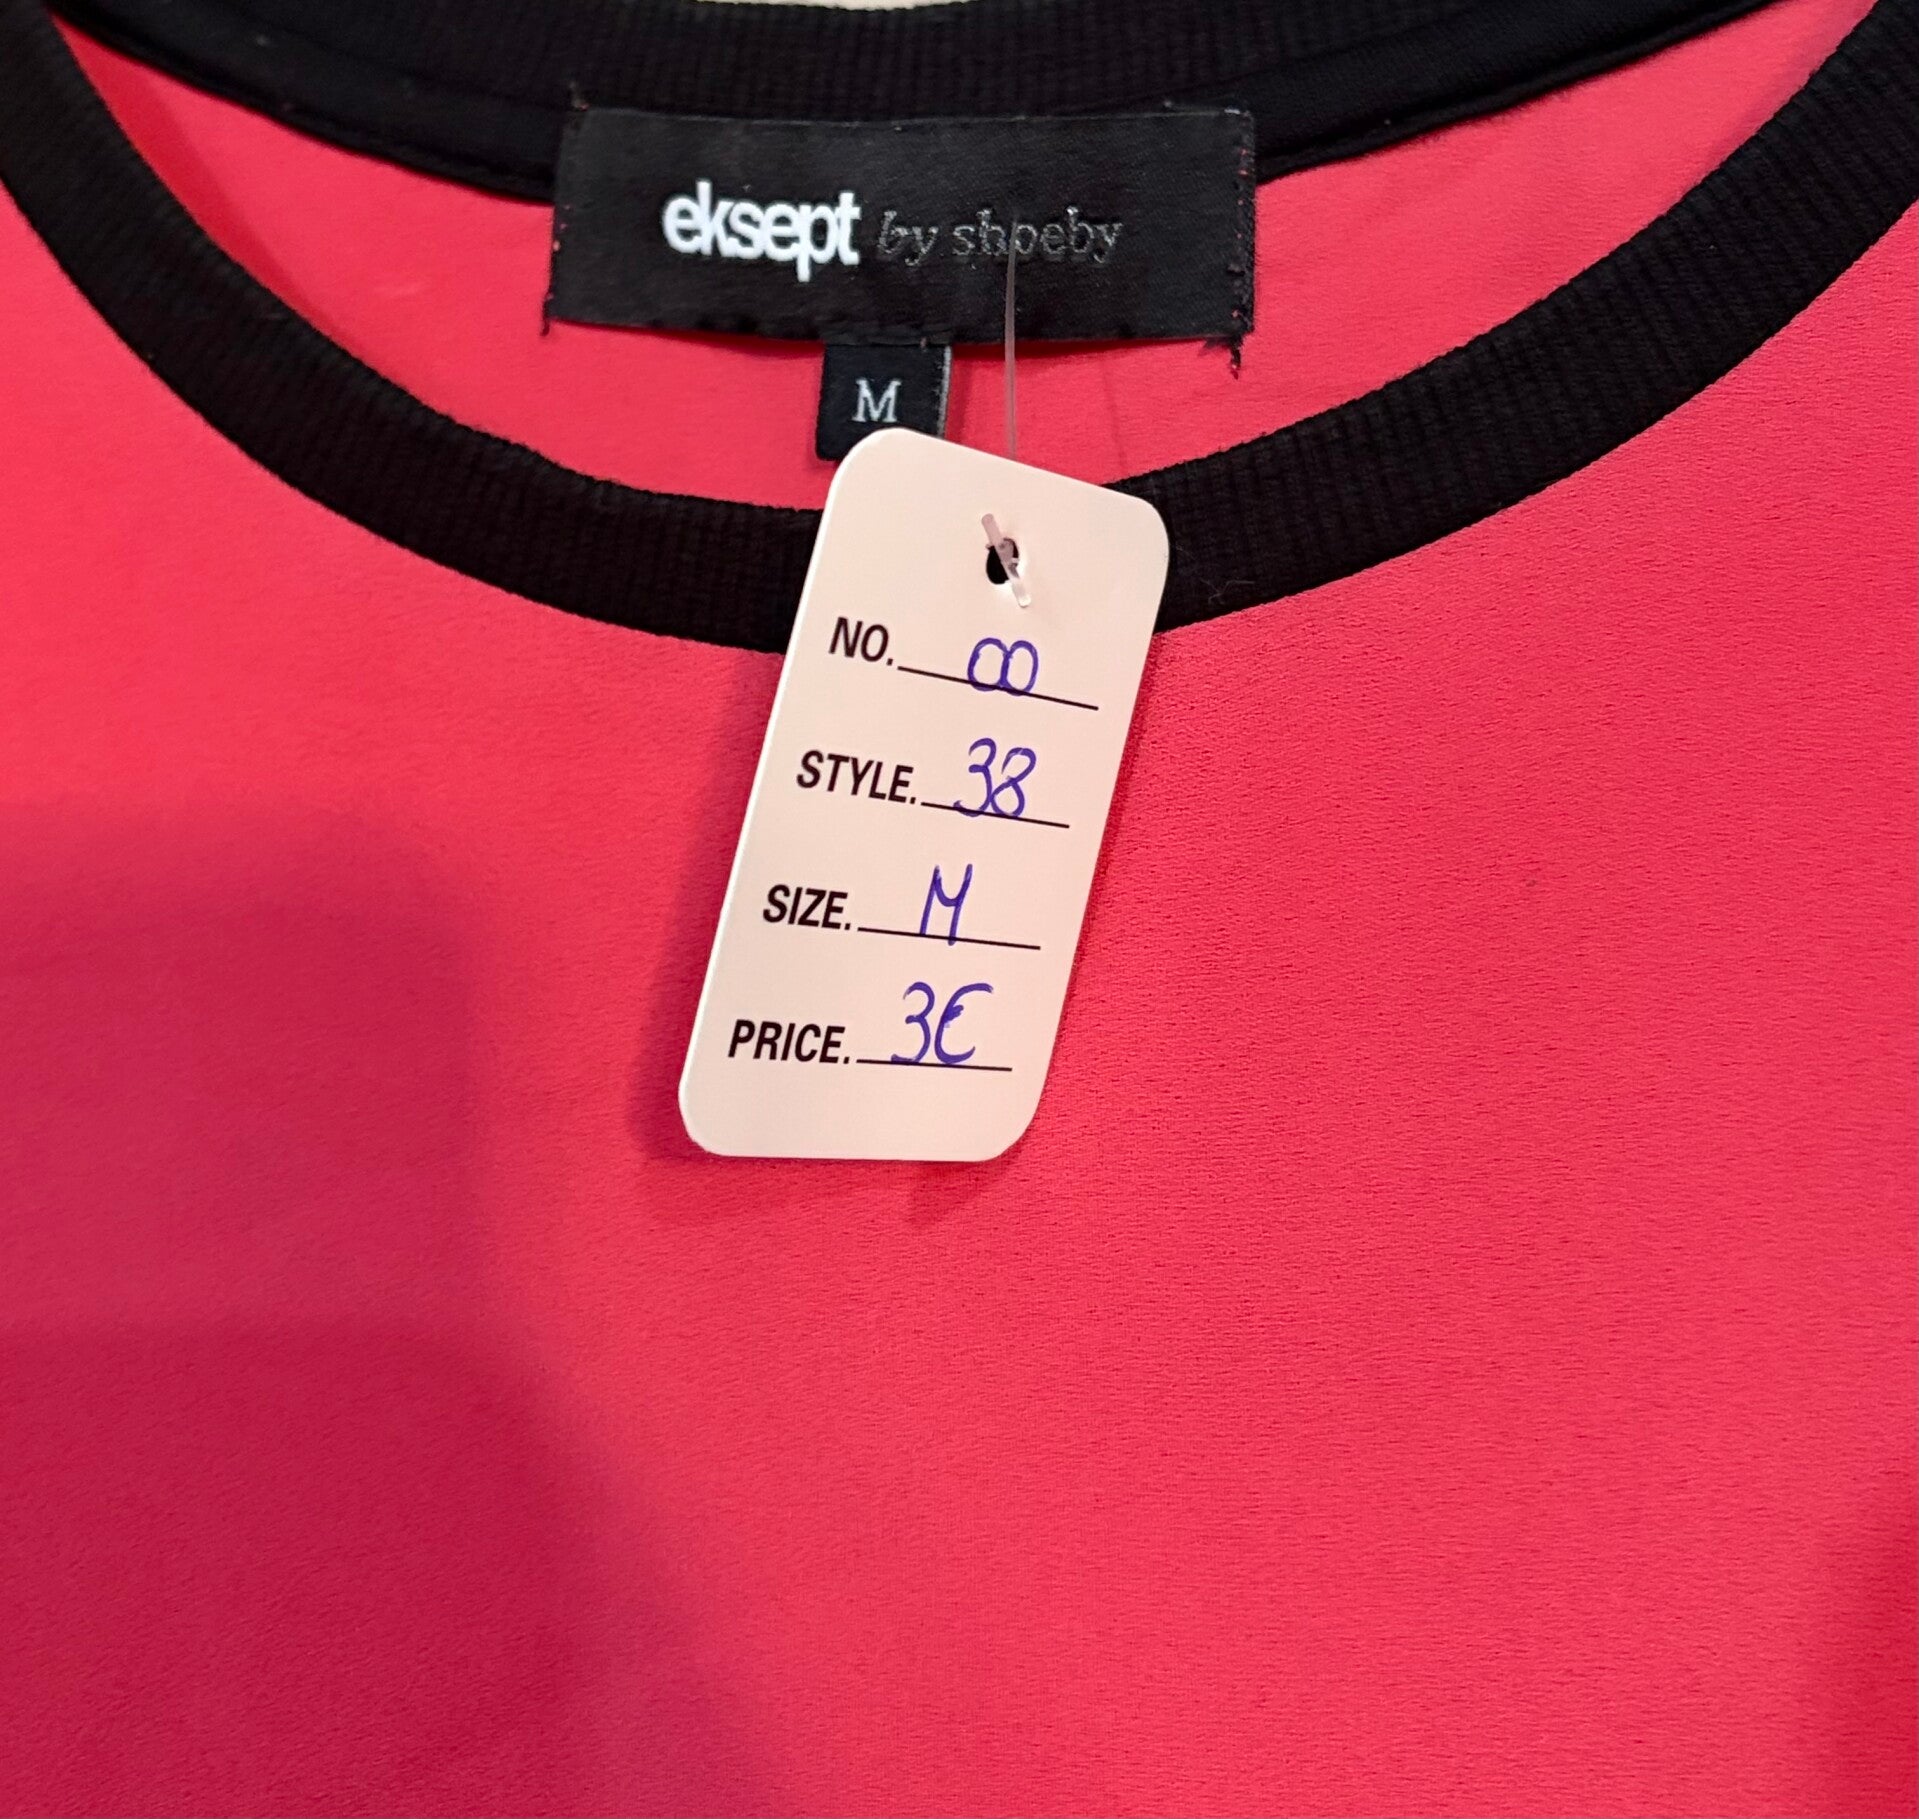 eksept by shoeby
M
NO. 00
STYLE. 38
SIZE. M
PRICE. 3€